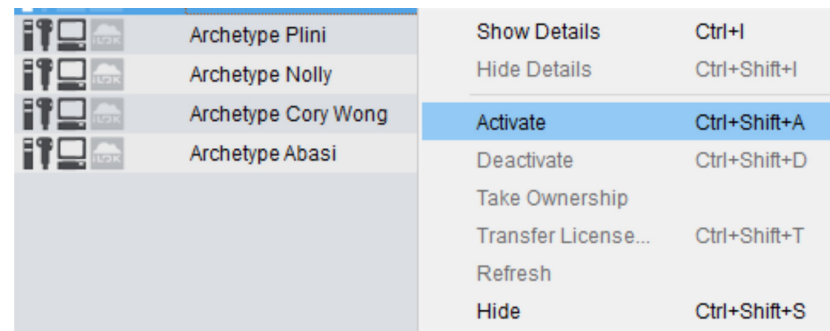 Archetype Plini
Archetype Nolly
Archetype Cory Wong
Archetype Abasi
Show Details Ctrl+I
Hide Details Ctrl+Shift+I
Activate Ctrl+Shift+A
Deactivate Ctrl+Shift+D
Take Ownership
Transfer License... Ctrl+Shift+T
Refresh
Hide Ctrl+Shift+S